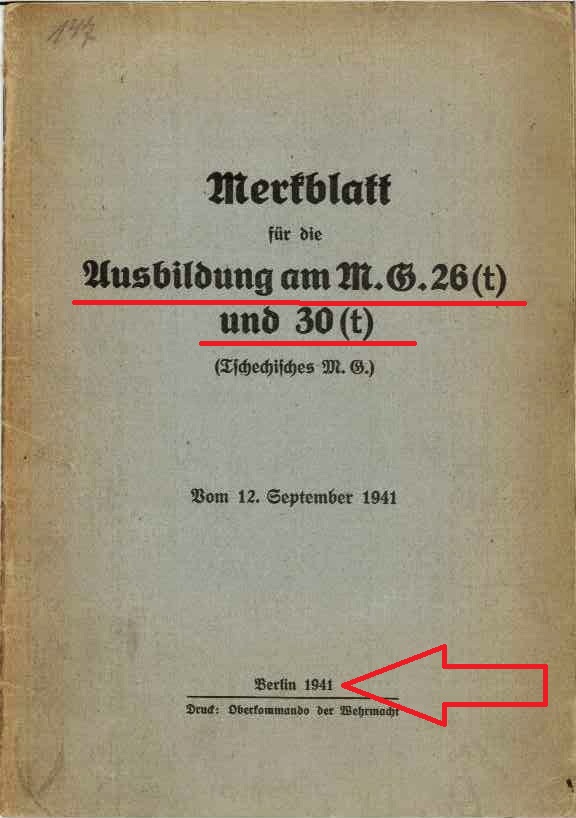 Merkblatt
für die
Ausbildung am M.G.26(t)
und 30(t)
(Tschechisches M.G.)
Vom 12. September 1941
Berlin 1941
Druck: Oberkommando der Wehrmacht